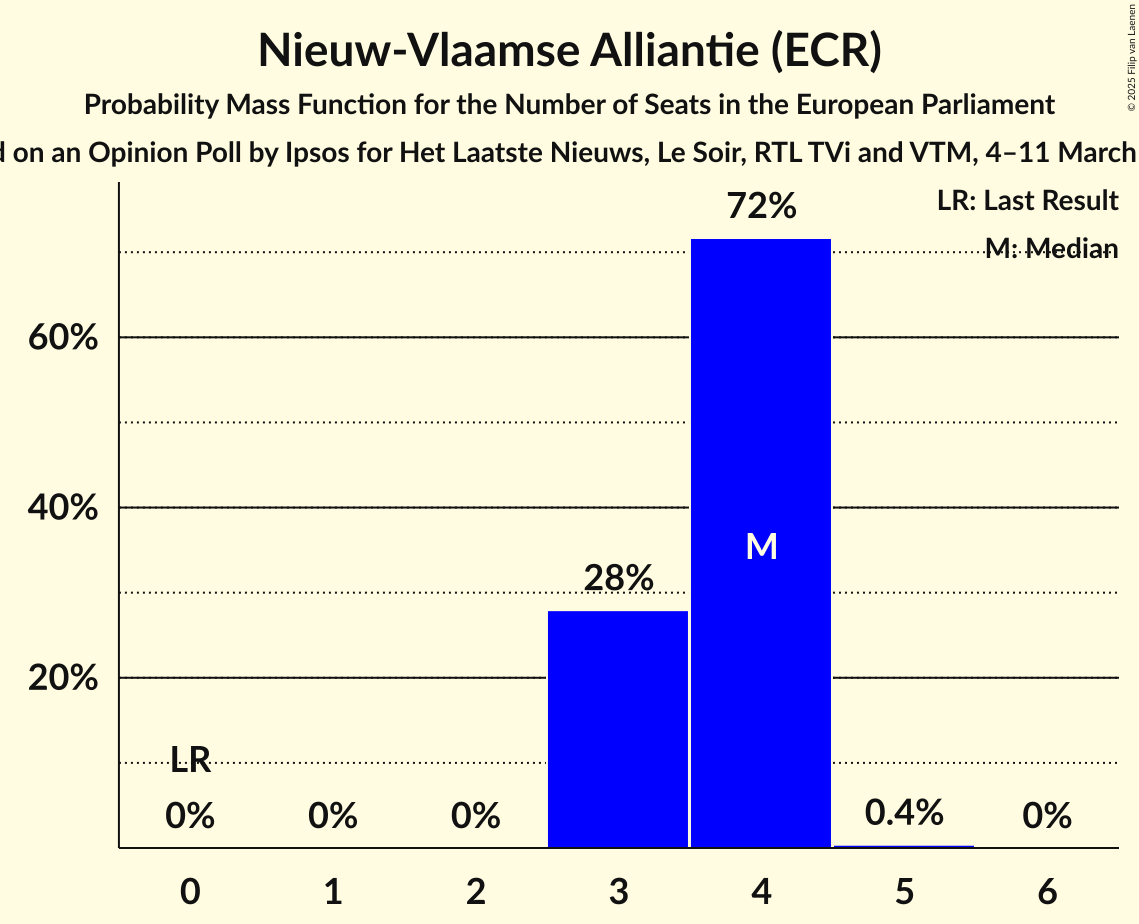 Nieuw-Vlaamse Alliantie (ECR)
Probability Mass Function for the Number of Seats in the European Parliament
on an Opinion Poll by Ipsos for Het Laatste Nieuws, Le Soir, RTL TVi and VTM, 4–11 March
© 2025 Filip van Laenen
LR: Last Result
M: Median
72%
60%
40%
M
28%
20%
LR
0% 0% 0% 0.4% 0%
0 1 2 3 4 5 6